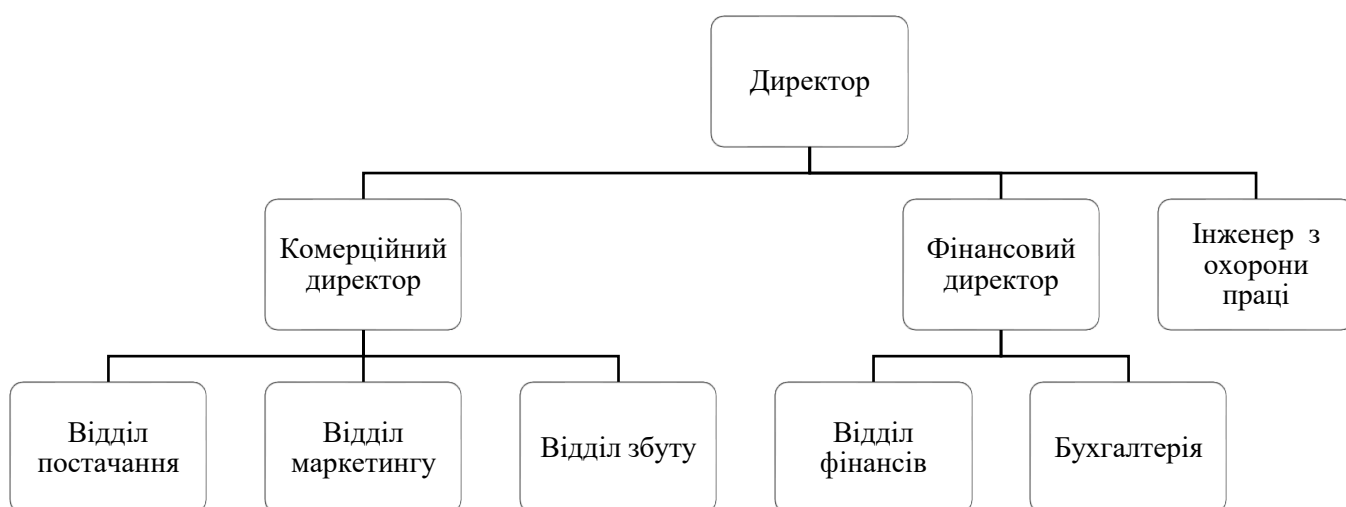 Директор
Комерційний
директор
Фінансовий
директор
Інженер з
охорони
праці
Відділ
постачання
Відділ
маркетингу
Відділ збуту
Відділ
фінансів
Бухгалтерія